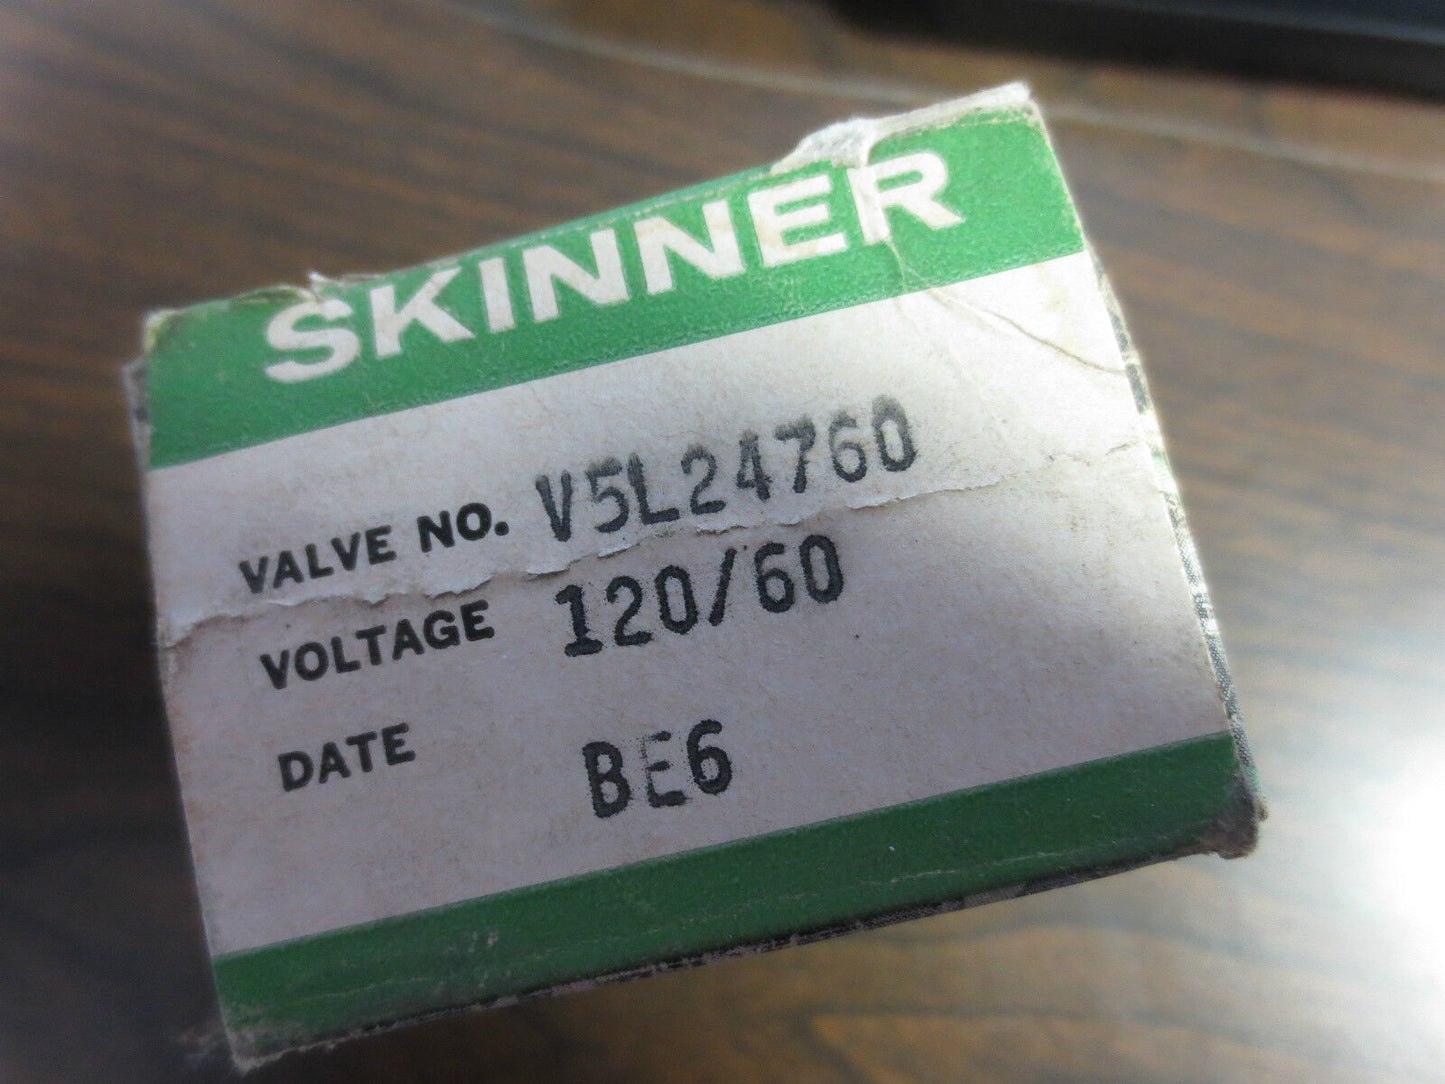 SKINNER
VALVE NO. V5L24760
VOLTAGE 120/60
DATE BE6